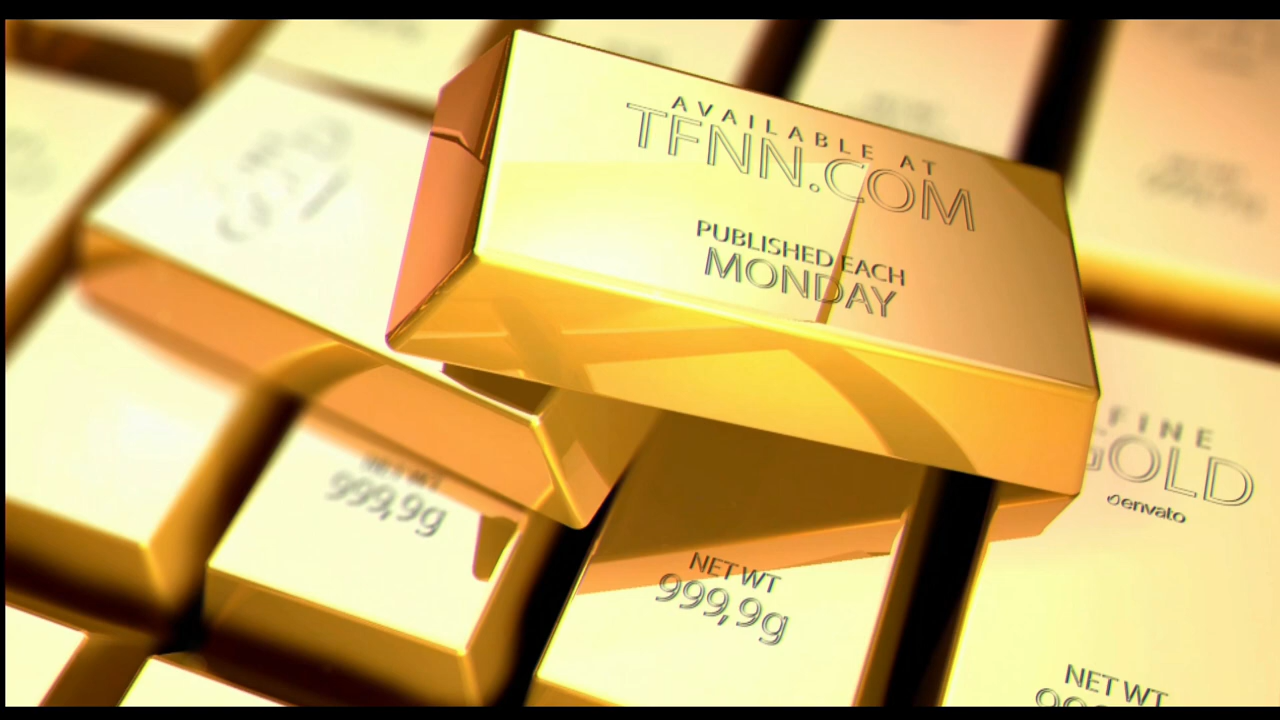 AVAILABLE AT
TFNN.COM
PUBLISHED EACH
MONDAY
FINE
GOLD
envato
NET WT
999,9g
NET WT
999,9g
NET WT